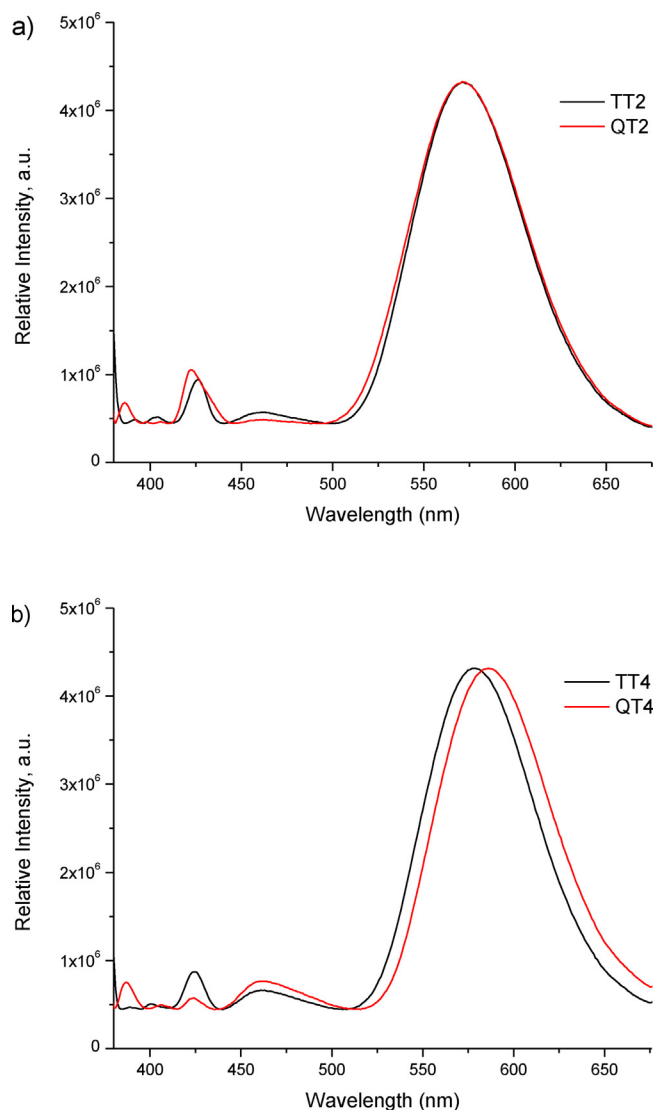 a)
5x10⁶
4x10⁶
3x10⁶
2x10⁶
1x10⁶
0
Relative Intensity, a.u.
TT2
QT2
400 450 500 550 600 650
Wavelength (nm)
b)
5x10⁶
4x10⁶
3x10⁶
2x10⁶
1x10⁶
0
Relative Intensity, a.u.
TT4
QT4
400 450 500 550 600 650
Wavelength (nm)